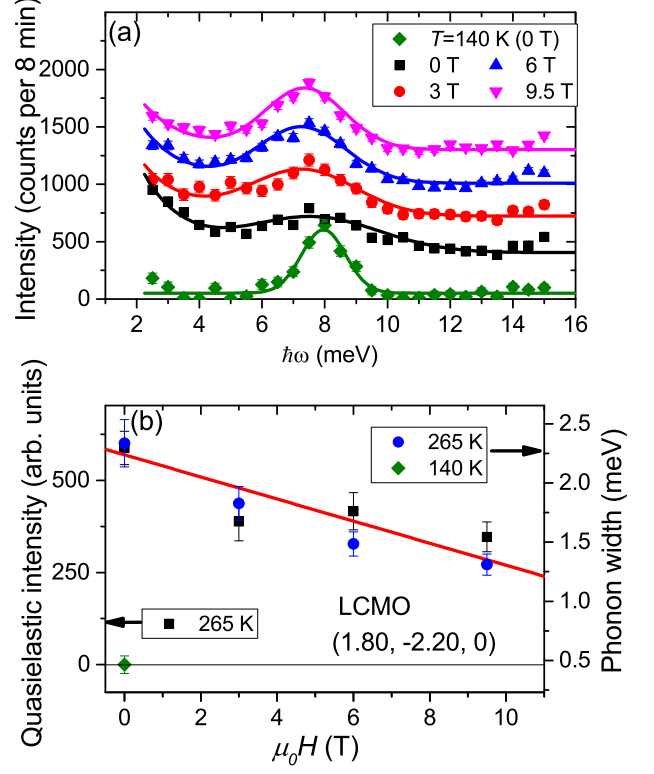 (a)
T=140 K (0 T)
0 T 6 T
3 T 9.5 T
Intensity (counts per 8 min)
2000
1500
1000
500
0
2 4 6 8 10 12 14 16
ħω (meV)
(b)
265 K
140 K
Quasielastic intensity (arb. units)
500
250
0
Phonon width (meV)
2.5
2.0
1.5
1.1
0.5
265 K
LCMO
(1.80, -2.20, 0)
0 2 4 6 8 10
μ0H (T)